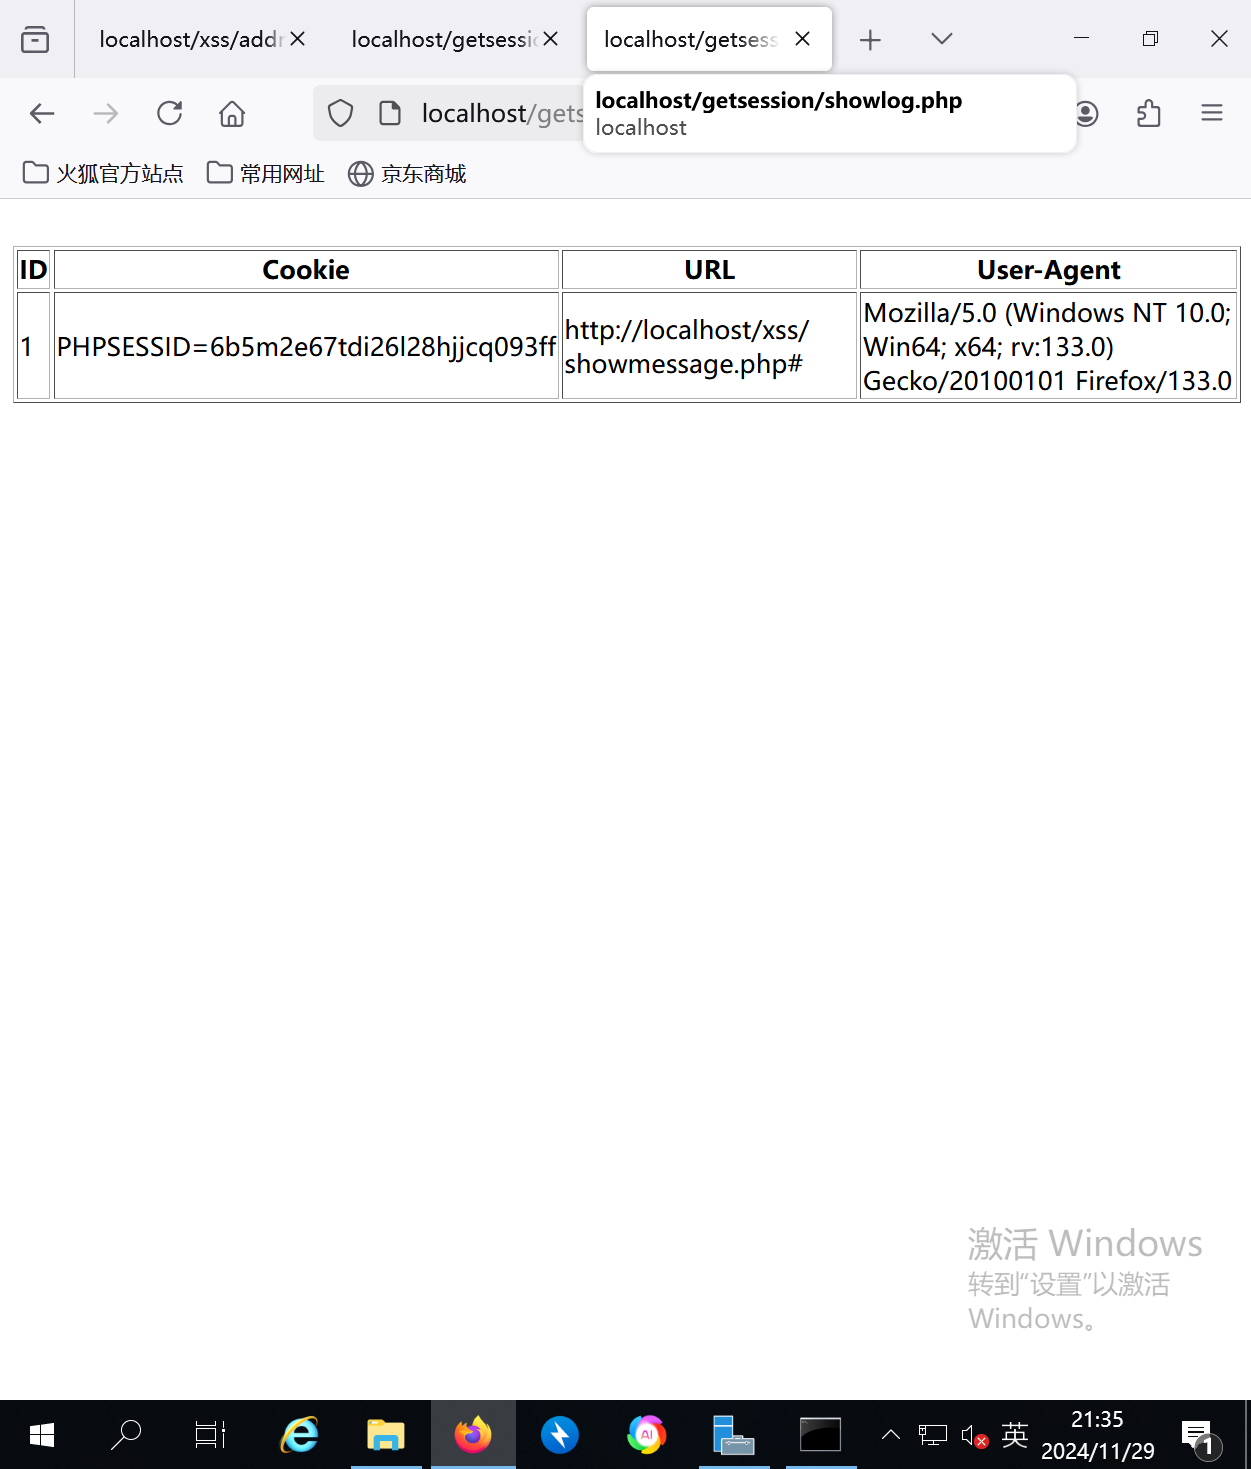 localhost/xss/addr
localhost/getsessio
localhost/getsess
localhost/gets
localhost/getsession/showlog.php
localhost
火狐官方站点
常用网址
京东商城
ID Cookie URL User-Agent
1 PHPSESSID=6b5m2e67tdi26l28hjjcq093ff http://localhost/xss/
showmessage.php#
Mozilla/5.0 (Windows NT 10.0;
Win64; x64; rv:133.0)
Gecko/20100101 Firefox/133.0
激活 Windows
转到“设置”以激活
Windows。
AI
英
21:35
2024/11/29
1